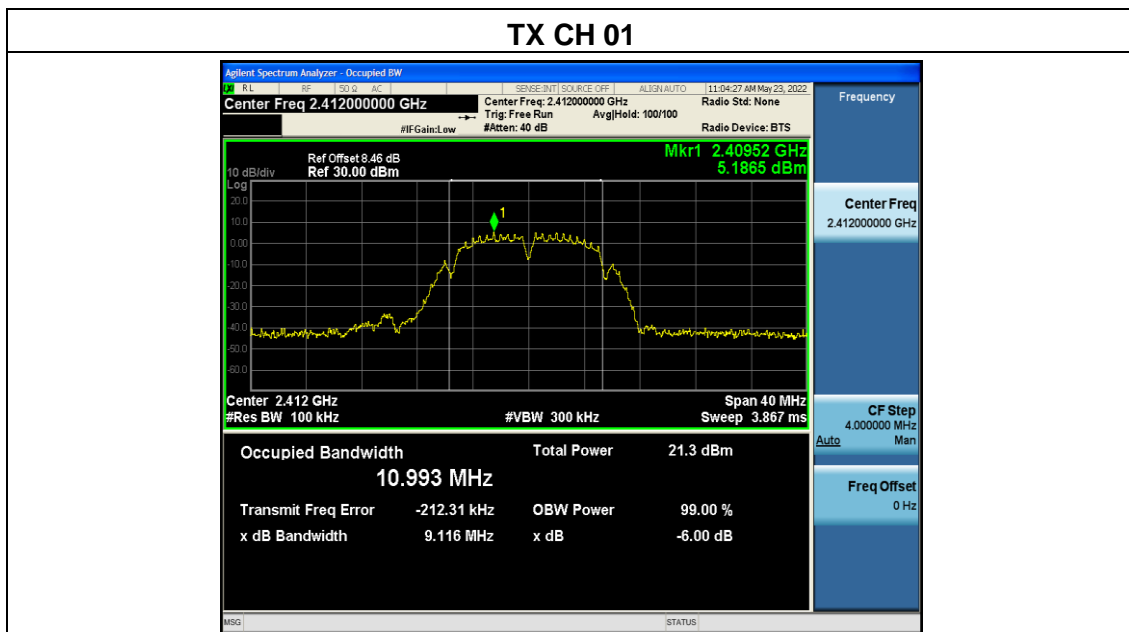 TX CH 01
Agilent Spectrum Analyzer - Occupied BW
RL RF 50 Ω AC SENSE:INT SOURCE OFF ALIGN AUTO 11:04:27 AM May 23, 2022
Center Freq 2.412000000 GHz
Center Freq: 2.412000000 GHz Radio Std: None
Trig: Free Run Avg|Hold: 100/100
#IFGain:Low #Atten: 40 dB Radio Device: BTS
Mkr1 2.40952 GHz
5.1865 dBm
Ref Offset 8.46 dB
10 dB/div Ref 30.00 dBm
Log
20.0
10.0
0.00
-10.0
-20.0
-30.0
-40.0
-50.0
-60.0
1
Center 2.412 GHz Span 40 MHz
#Res BW 100 kHz #VBW 300 kHz Sweep 3.867 ms
Occupied Bandwidth Total Power 21.3 dBm
10.993 MHz
Transmit Freq Error -212.31 kHz OBW Power 99.00 %
x dB Bandwidth 9.116 MHz x dB -6.00 dB
Frequency
Center Freq
2.412000000 GHz
CF Step
4.000000 MHz
Auto Man
Freq Offset
0 Hz
MSG STATUS